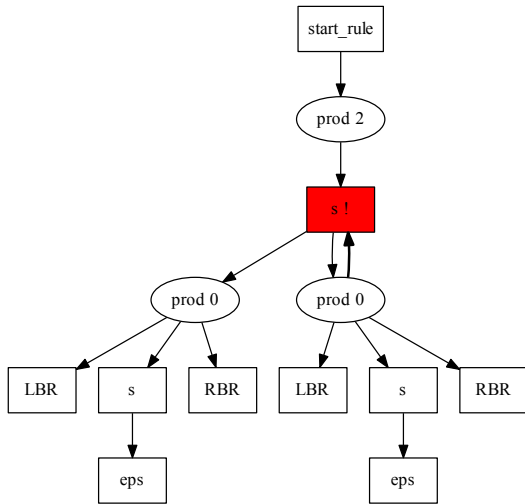 start_rule
prod 2
s !
prod 0 prod 0
LBR s RBR LBR s RBR
eps eps